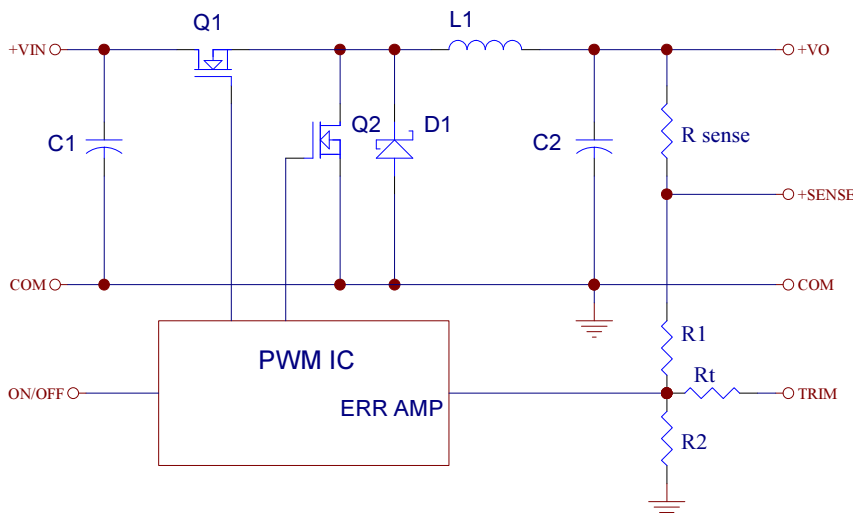 Q1
L1
+VIN
+VO
C1
Q2
D1
C2
R sense
+SENSE
COM
COM
R1
PWM IC
Rt
ON/OFF
ERR AMP
TRIM
R2